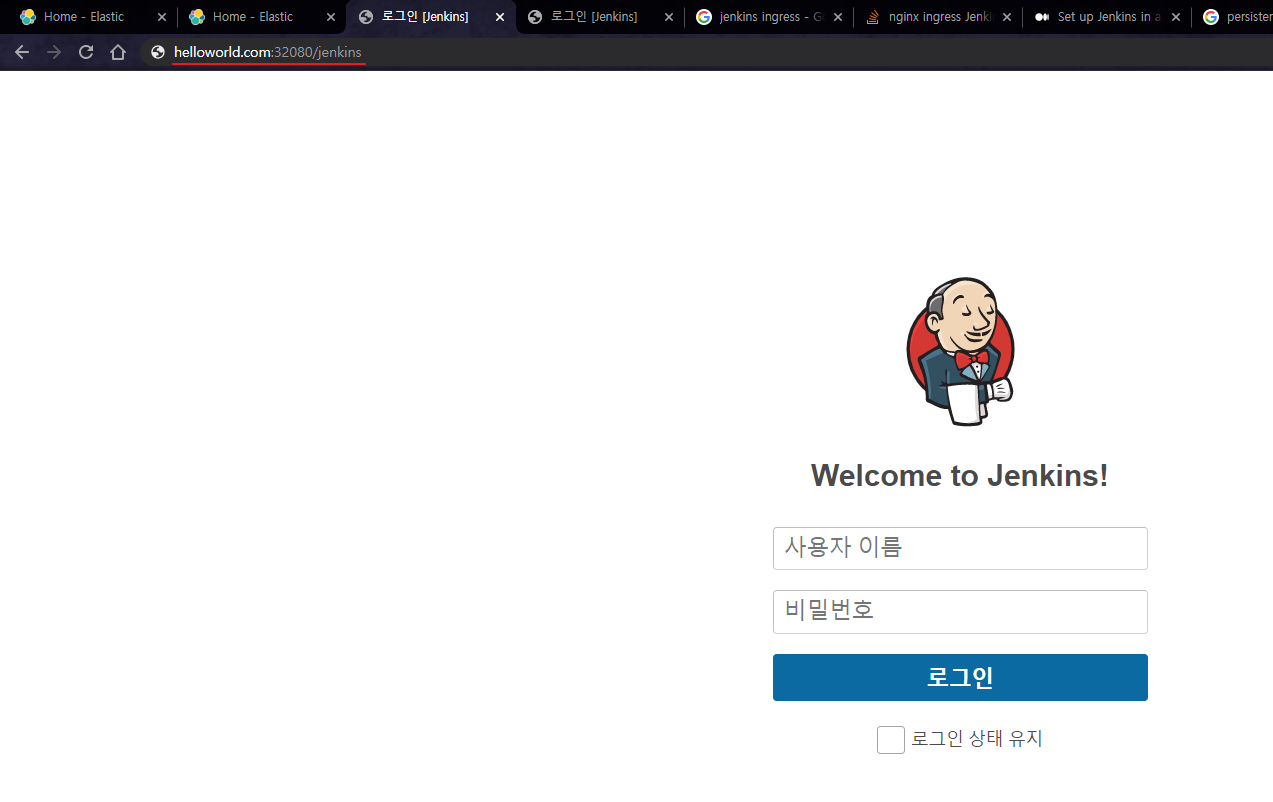 Home - Elastic
Home - Elastic
로그인 [Jenkins]
로그인 [Jenkins]
jenkins ingress - Go
nginx ingress Jenki
Set up Jenkins in a
persisten
helloworld.com:32080/jenkins
Welcome to Jenkins!
사용자 이름
비밀번호
로그인
로그인 상태 유지